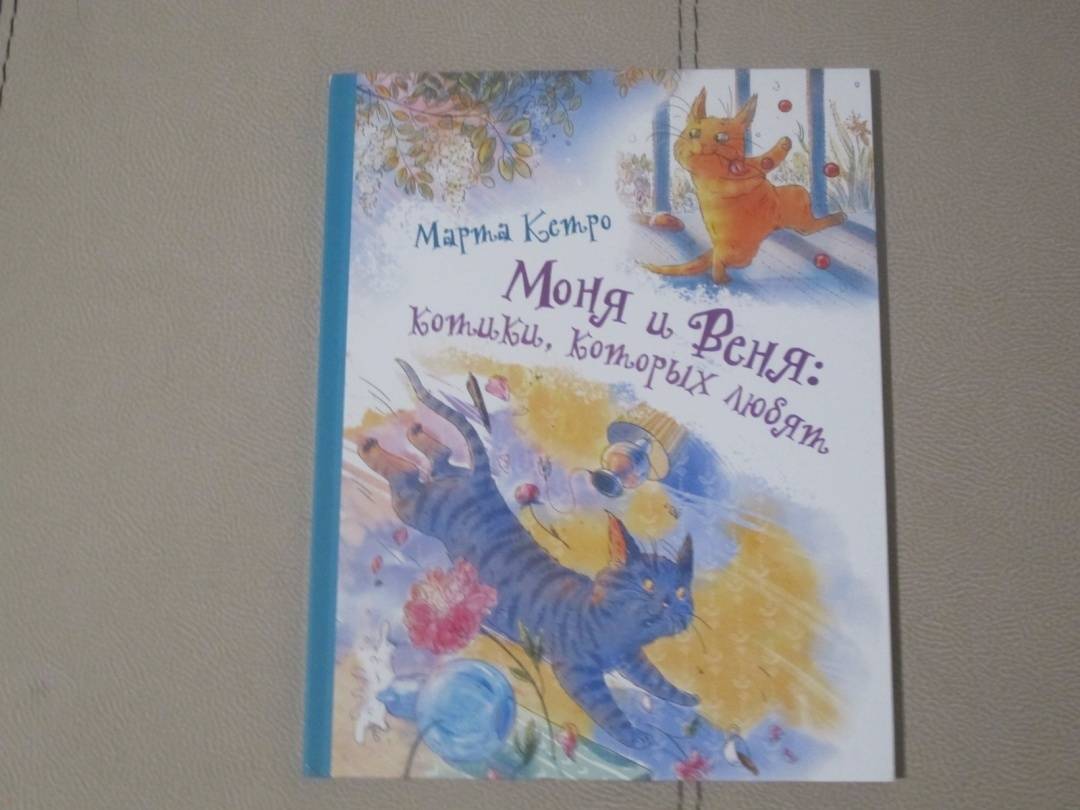 Марта Кетро
Моня и Веня:
котики, которых любят